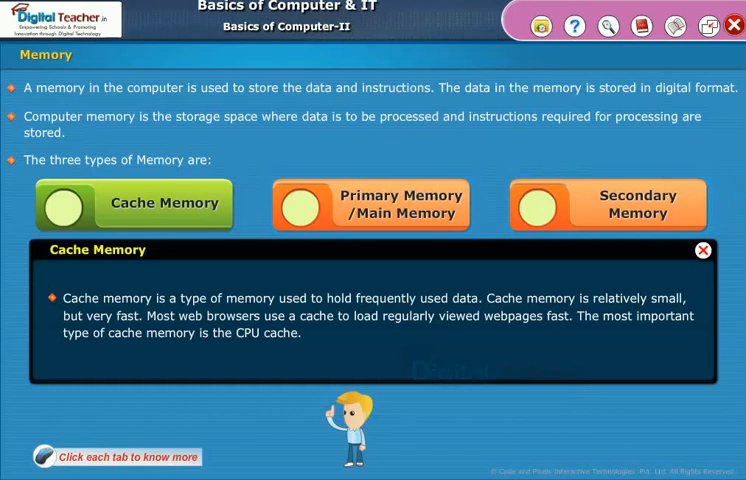 Digital Teacher.in
Empowering Schools & Promoting
Innovation through Digital Technology
Basics of Computer & IT
Basics of Computer-II
Memory
A memory in the computer is used to store the data and instructions. The data in the memory is stored in digital format.
Computer memory is the storage space where data is to be processed and instructions required for processing are
stored.
The three types of Memory are:
Cache Memory
Primary Memory
/Main Memory
Secondary
Memory
Cache Memory
Cache memory is a type of memory used to hold frequently used data. Cache memory is relatively small,
but very fast. Most web browsers use a cache to load regularly viewed webpages fast. The most important
type of cache memory is the CPU cache.
Digital
Click each tab to know more
© Code and Pixels Interactive Technologies. Pvt. Ltd. All Rights Reserved.